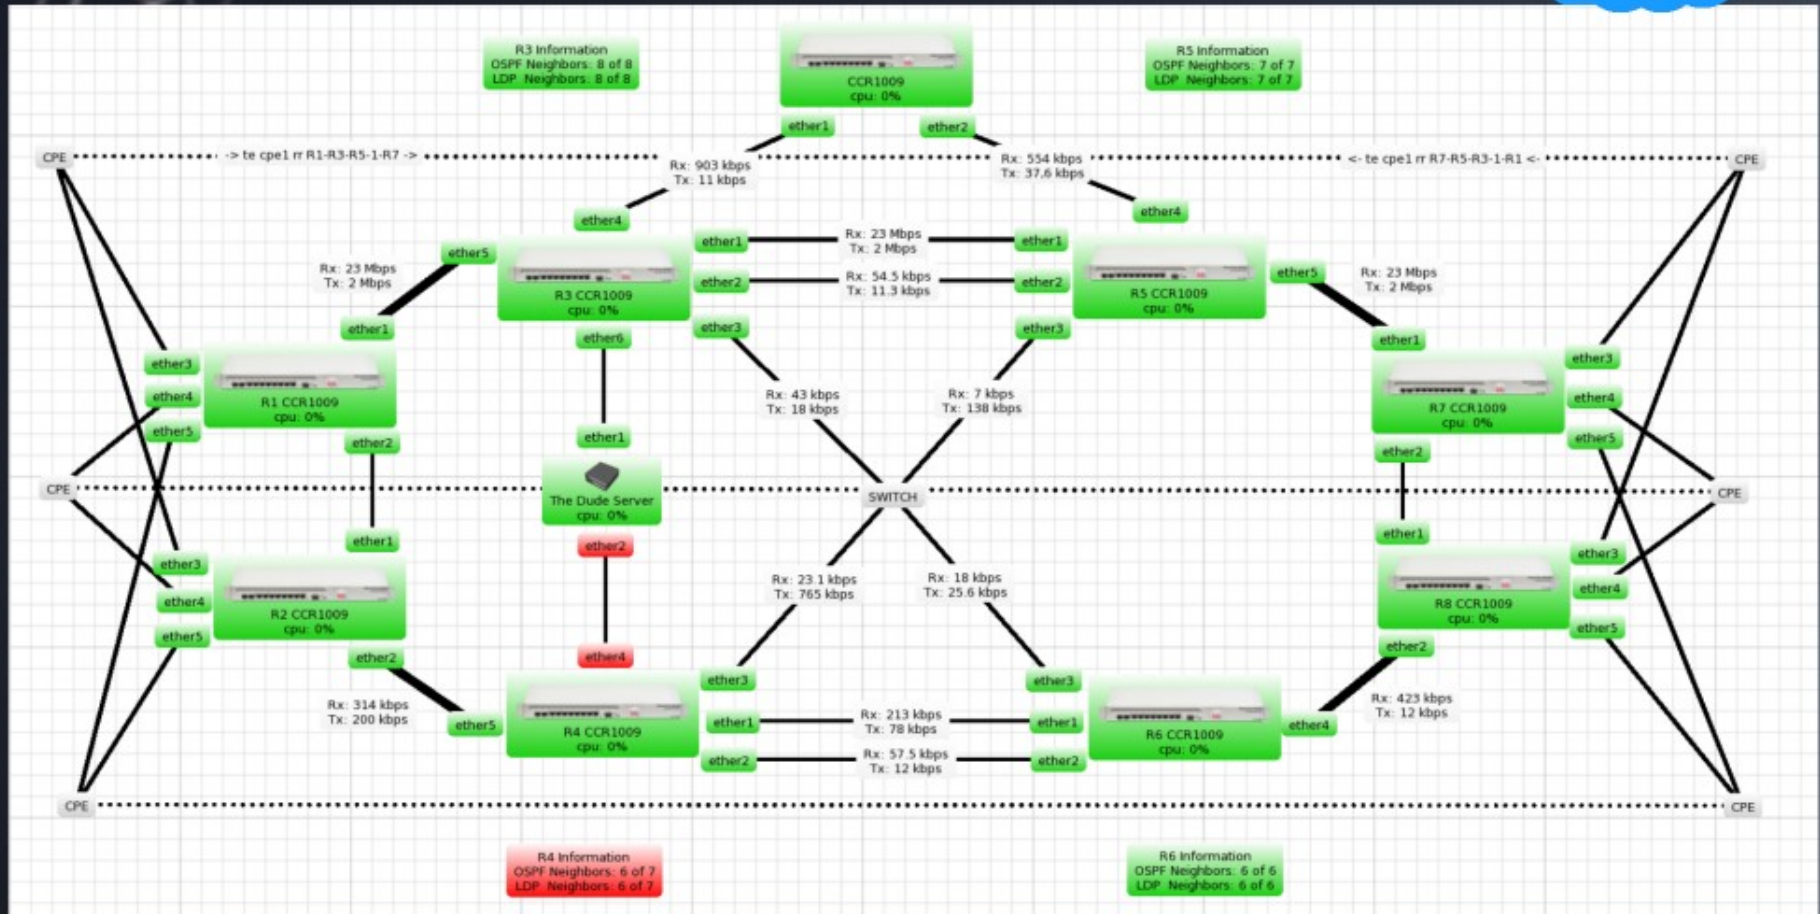 R3 Information
OSPF Neighbors: 8 of 8
LDP Neighbors: 8 of 8
CCR1009
cpu: 0%
R5 Information
OSPF Neighbors: 7 of 7
LDP Neighbors: 7 of 7
ether1
ether2
CPE
-> te cpe1 rr R1-R3-R5-1-R7 ->
Rx: 903 kbps
Tx: 11 kbps
Rx: 554 kbps
Tx: 37,6 kbps
<- te cpe1 rr R7-R5-R3-1-R1 <-
CPE
ether4
ether4
ether5
Rx: 23 Mbps
Tx: 2 Mbps
ether1
R3 CCR1009
cpu: 0%
ether1
ether2
ether3
ether6
Rx: 23 Mbps
Tx: 2 Mbps
Rx: 54.5 kbps
Tx: 11.3 kbps
ether1
ether2
ether3
R5 CCR1009
cpu: 0%
ether5
Rx: 23 Mbps
Tx: 2 Mbps
ether1
ether3
ether4
ether5
R1 CCR1009
cpu: 0%
ether2
Rx: 43 kbps
Tx: 18 kbps
Rx: 7 kbps
Tx: 138 kbps
R7 CCR1009
cpu: 0%
ether3
ether4
ether5
ether2
CPE
ether1
The Dude Server
cpu: 0%
ether2
SWITCH
CPE
ether1
ether1
ether3
ether4
ether5
R2 CCR1009
cpu: 0%
ether2
Rx: 23.1 kbps
Tx: 765 kbps
Rx: 18 kbps
Tx: 25.6 kbps
R8 CCR1009
cpu: 0%
ether3
ether4
ether5
ether2
Rx: 314 kbps
Tx: 200 kbps
ether5
ether4
R4 CCR1009
cpu: 0%
ether3
ether1
ether2
Rx: 213 kbps
Tx: 78 kbps
Rx: 57.5 kbps
Tx: 12 kbps
ether3
ether1
ether2
R6 CCR1009
cpu: 0%
ether4
Rx: 423 kbps
Tx: 12 kbps
CPE
CPE
R4 Information
OSPF Neighbors: 6 of 7
LDP Neighbors: 6 of 7
R6 Information
OSPF Neighbors: 6 of 6
LDP Neighbors: 6 of 6